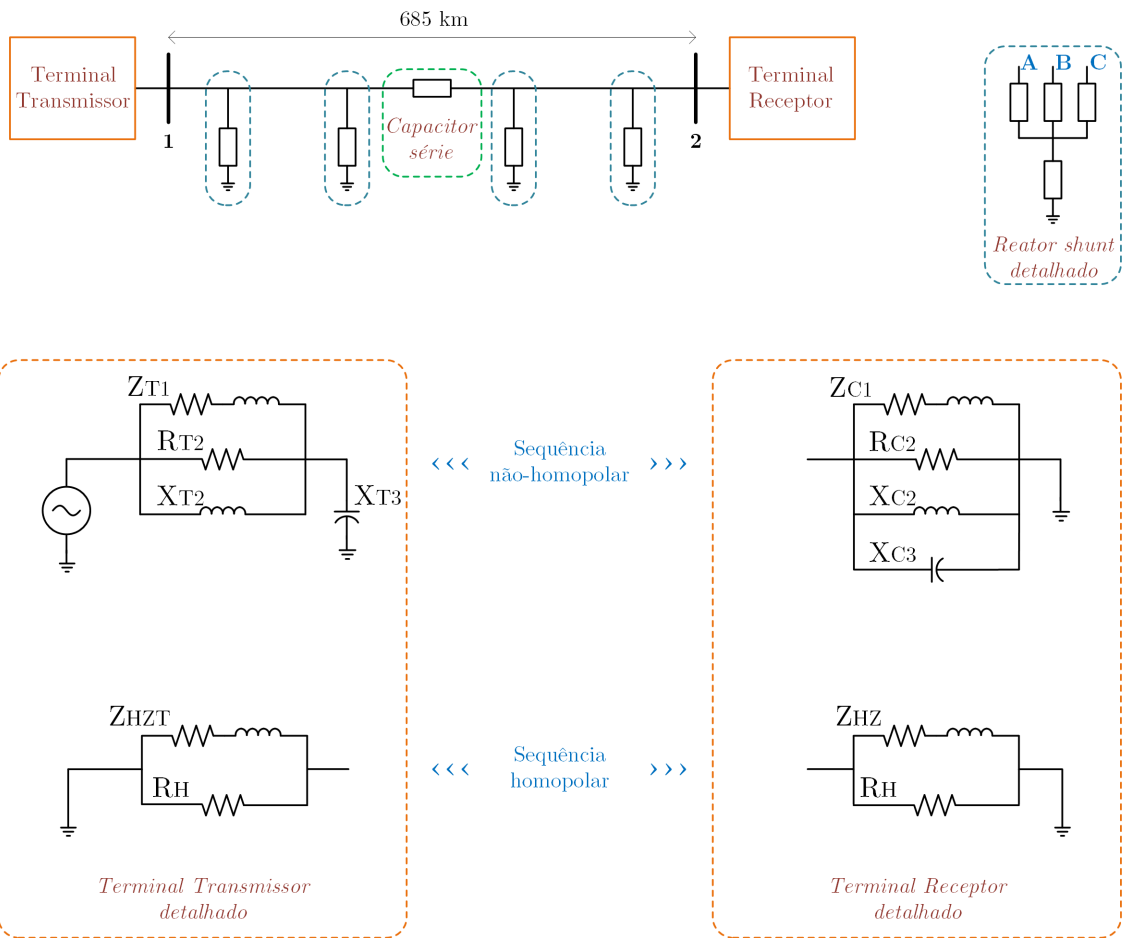 685 km
Terminal
Transmissor
1
Capacitor
série
2
Terminal
Receptor
A B C
Reator shunt
detalhado
ZT1
RT2
XT2
XT3
‹‹‹ Sequência ›››
não-homopolar
ZC1
RC2
XC2
XC3
ZHZT
RH
‹‹‹ Sequência ›››
homopolar
ZHZ
RH
Terminal Transmissor
detalhado
Terminal Receptor
detalhado